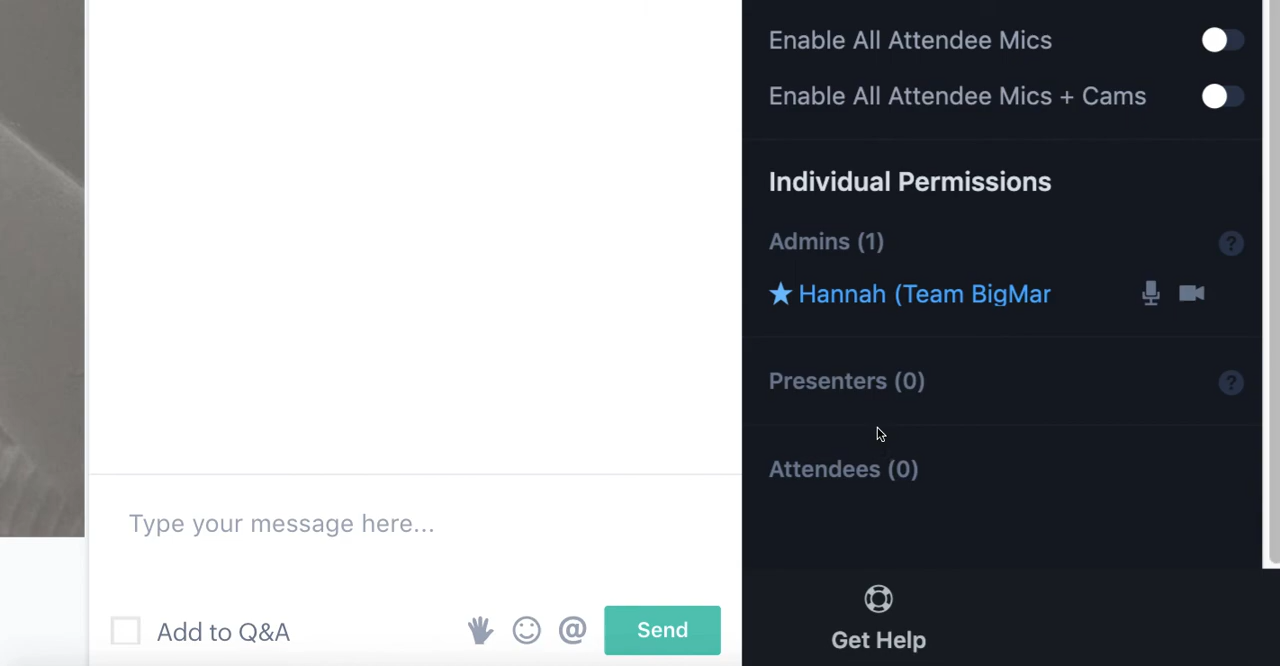 Enable All Attendee Mics
Enable All Attendee Mics + Cams
Individual Permissions
Admins (1)
?
Hannah (Team BigMar
Presenters (0)
?
Attendees (0)
Type your message here...
Add to Q&A
@
Send
Get Help